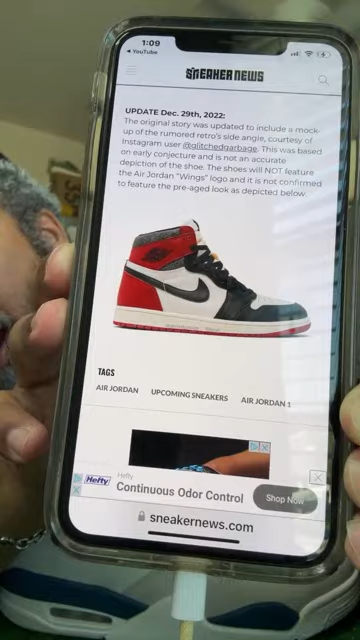 1:09
YouTube
SNEAKER NEWS
UPDATE Dec. 29th, 2022:
The original story was updated to include a mock-
up of the rumored retro's side angle, courtesy of
Instagram user @glitchedgarbage. This was based
on early conjecture and is not an accurate
depiction of the shoe. The shoes will NOT feature
the Air Jordan "Wings" logo and it is not confirmed
to feature the pre-aged look as depicted below.
TAGS
AIR JORDAN UPCOMING SNEAKERS AIR JORDAN 1
Hefty
Hefty
Continuous Odor Control
Shop Now
sneakernews.com